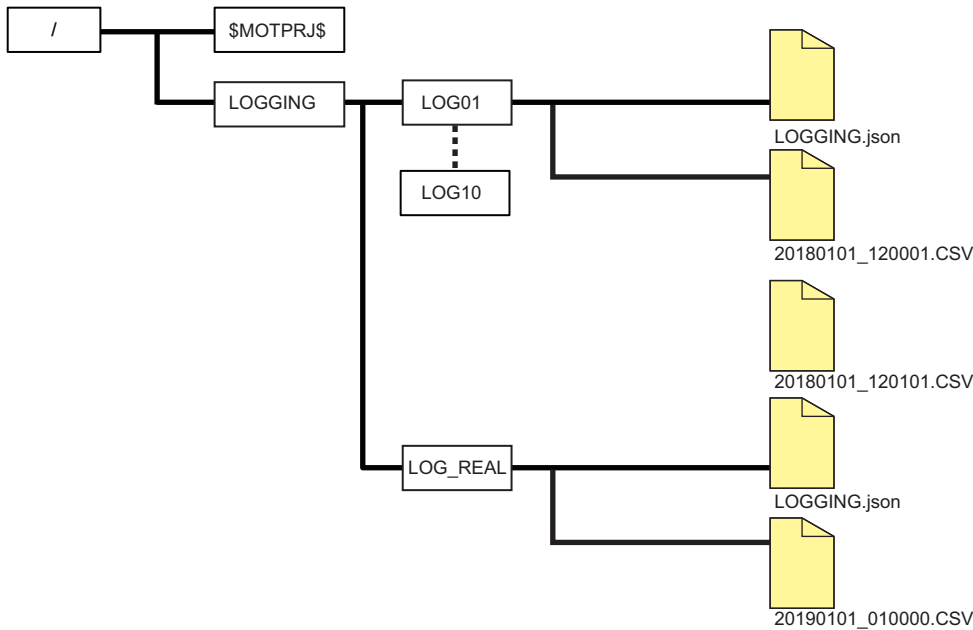 /
$MOTPRJ$
LOGGING
LOG01
LOGGING.json
LOG10
20180101_120001.CSV
20180101_120101.CSV
LOG_REAL
LOGGING.json
20190101_010000.CSV